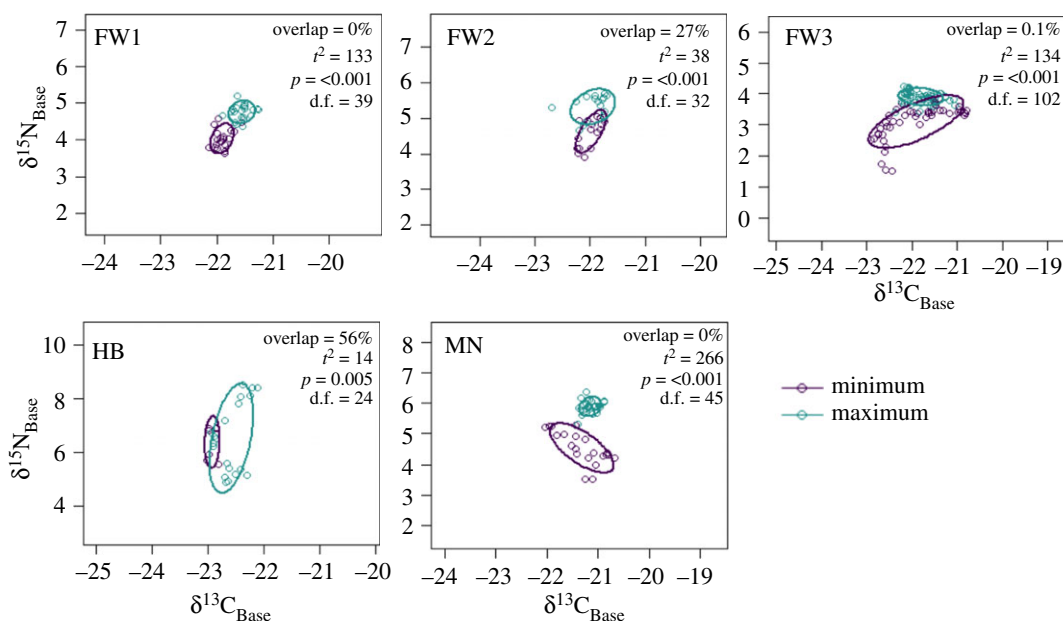 FW1
overlap = 0%
t² = 133
p = <0.001
d.f. = 39
7
6
5
4
3
2
δ¹⁵N_Base
–24 –23 –22 –21 –20
FW2
overlap = 27%
t² = 38
p = <0.001
d.f. = 32
7
6
5
4
3
2
–24 –23 –22 –21 –20
FW3
overlap = 0.1%
t² = 134
p = <0.001
d.f. = 102
6
5
4
3
2
1
0
–25 –24 –23 –22 –21 –20 –19
δ¹³C_Base
HB
overlap = 56%
t² = 14
p = 0.005
d.f. = 24
10
8
6
4
δ¹⁵N_Base
–25 –24 –23 –22 –21 –20
δ¹³C_Base
MN
overlap = 0%
t² = 266
p = <0.001
d.f. = 45
8
7
6
5
4
3
2
–24 –23 –22 –21 –20 –19
δ¹³C_Base
minimum
maximum